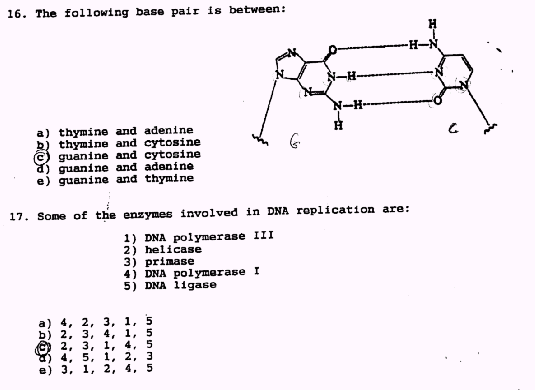 16. The following base pair is between:
H
N O H-N
N N-H N
N N-H O N
H
G C
a) thymine and adenine
b) thymine and cytosine
c) guanine and cytosine
d) guanine and adenine
e) guanine and thymine
17. Some of the enzymes involved in DNA replication are:
1) DNA polymerase III
2) helicase
3) primase
4) DNA polymerase I
5) DNA ligase
a) 4, 2, 3, 1, 5
b) 2, 3, 4, 1, 5
c) 2, 3, 1, 4, 5
d) 4, 5, 1, 2, 3
e) 3, 1, 2, 4, 5